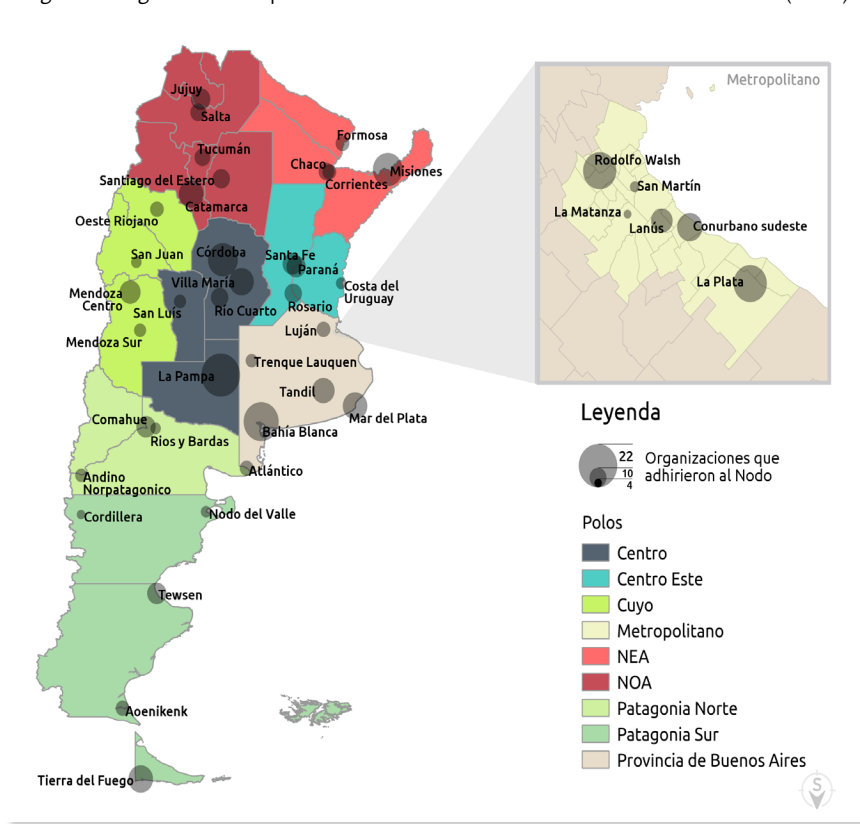 Metropolitano
Jujuy
Salta
Tucumán
Santiago del Estero
Catamarca
Formosa
Chaco
Corrientes
Misiones
Oeste Riojano
San Juan
Mendoza
Centro
San Luis
Mendoza Sur
Córdoba
Villa María
Río Cuarto
Santa Fe
Paraná
Rosario
Costa del
Uruguay
Luján
Trenque Lauquen
Tandil
Mar del Plata
Bahía Blanca
La Pampa
Comahue
Rios y Bardas
Atlántico
Andino
Norpatagonico
Cordillera
Nodo del Valle
Tewsen
Aoenikenk
Tierra del Fuego
Rodolfo Walsh
San Martín
La Matanza
Lanús
Conurbano sudeste
La Plata
Leyenda
22
10
4
Organizaciones que
adhirieron al Nodo
Polos
Centro
Centro Este
Cuyo
Metropolitano
NEA
NOA
Patagonia Norte
Patagonia Sur
Provincia de Buenos Aires
S